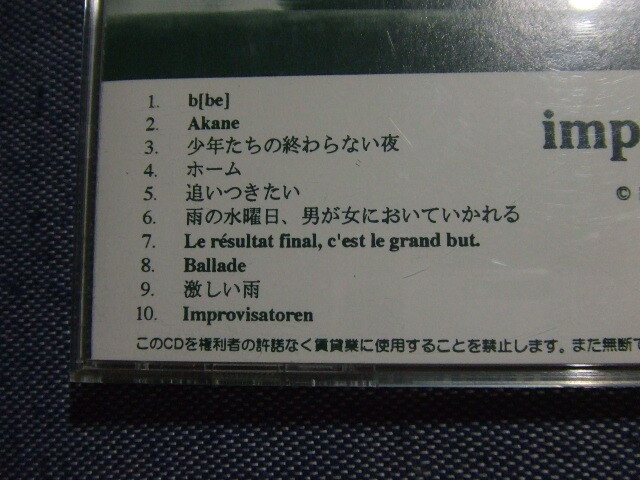 1. b[be]
2. Akane
3. 少年たちの終わらない夜
4. ホーム
5. 追いつきたい
6. 雨の水曜日、男が女においていかれる
7. Le résultat final, c'est le grand but.
8. Ballade
9. 激しい雨
10. Improvisatoren
imp
©
このCDを権利者の許諾なく賃貸業に使用することを禁止します。また無断で